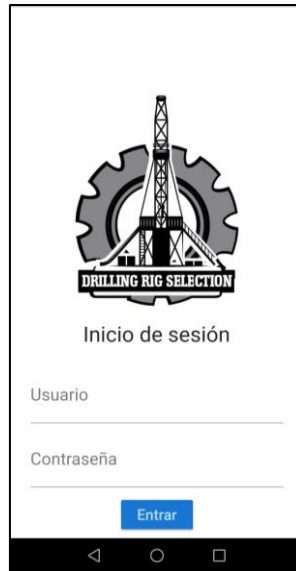 DRILLING RIG SELECTION
Inicio de sesión
Usuario
Contraseña
Entrar